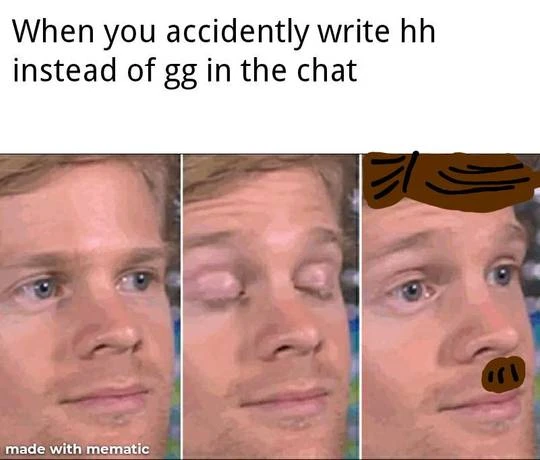 When you accidently write hh
instead of gg in the chat
made with mematic